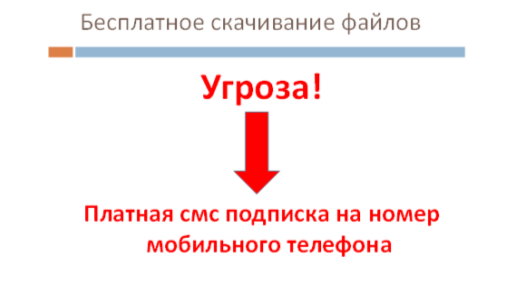 Бесплатное скачивание файлов
Угроза!
Платная смс подписка на номер
мобильного телефона